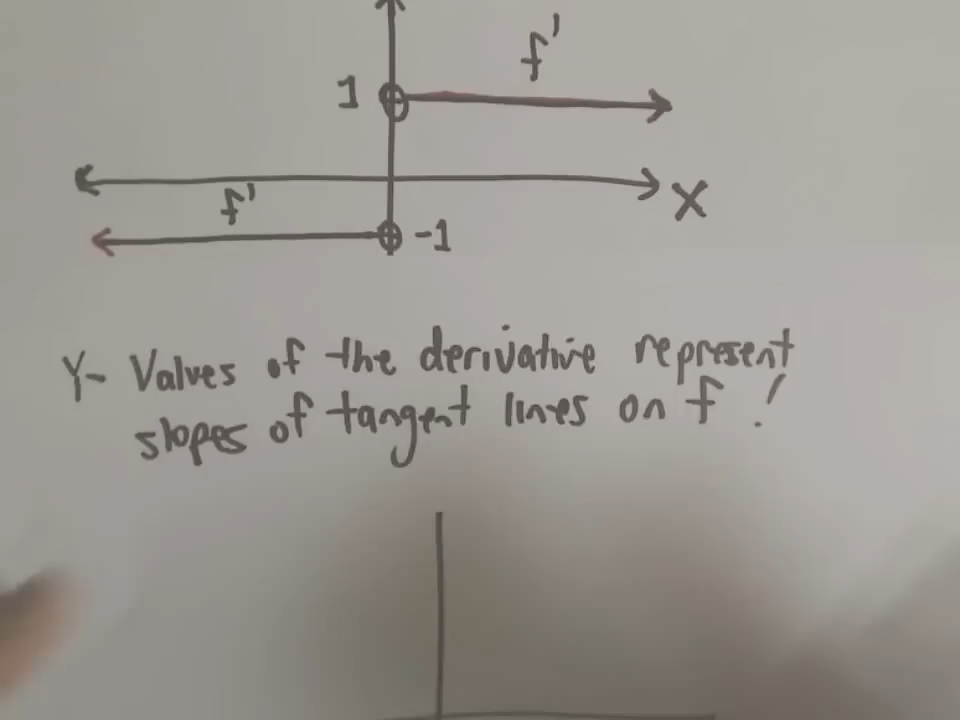 f'
1
X
f'
-1
Y- Values of the derivative represent
slopes of tangent lines on f !